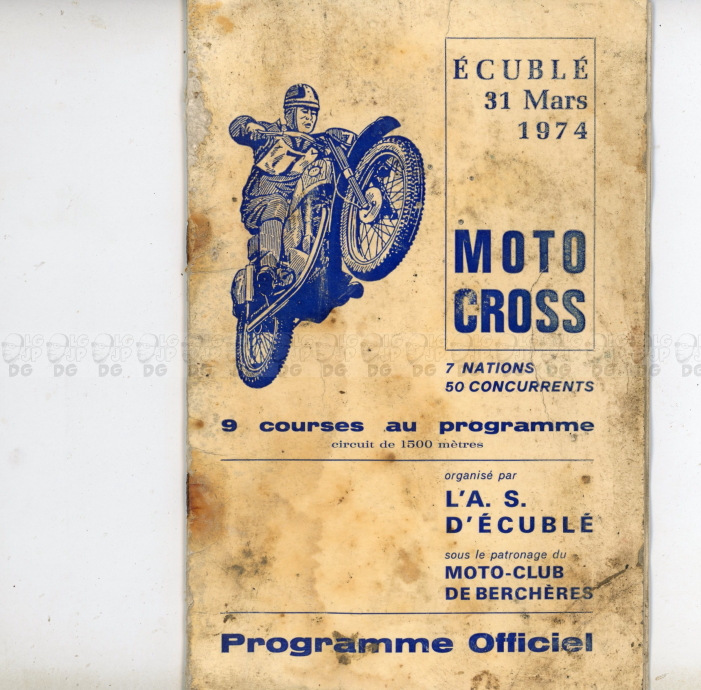 ÉCUBLÉ
31 Mars
1974
MOTO
CROSS
7 NATIONS
50 CONCURRENTS
9 courses au programme
circuit de 1500 mètres
organisé par
L'A. S.
D'ÉCUBLÉ
sous le patronage du
MOTO-CLUB
DE BERCHÈRES
Programme Officiel